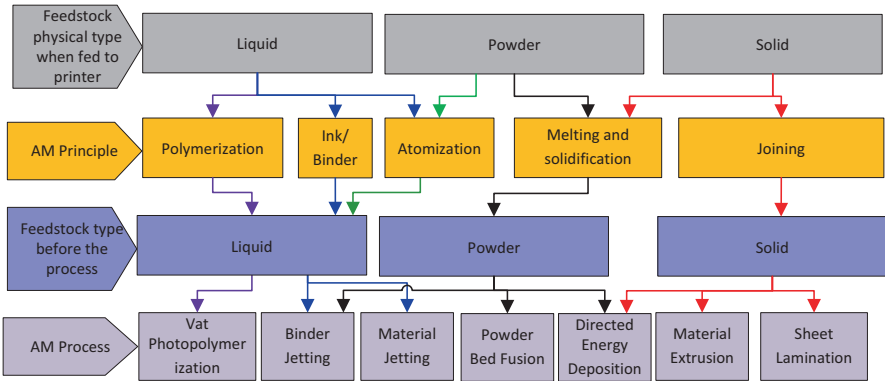 Feedstock
physical type
when fed to
printer
Liquid
Powder
Solid
AM Principle
Polymerization
Ink/
Binder
Atomization
Melting and
solidification
Joining
Feedstock type
before the
process
Liquid
Powder
Solid
AM Process
Vat
Photopolymer
ization
Binder
Jetting
Material
Jetting
Powder
Bed Fusion
Directed
Energy
Deposition
Material
Extrusion
Sheet
Lamination